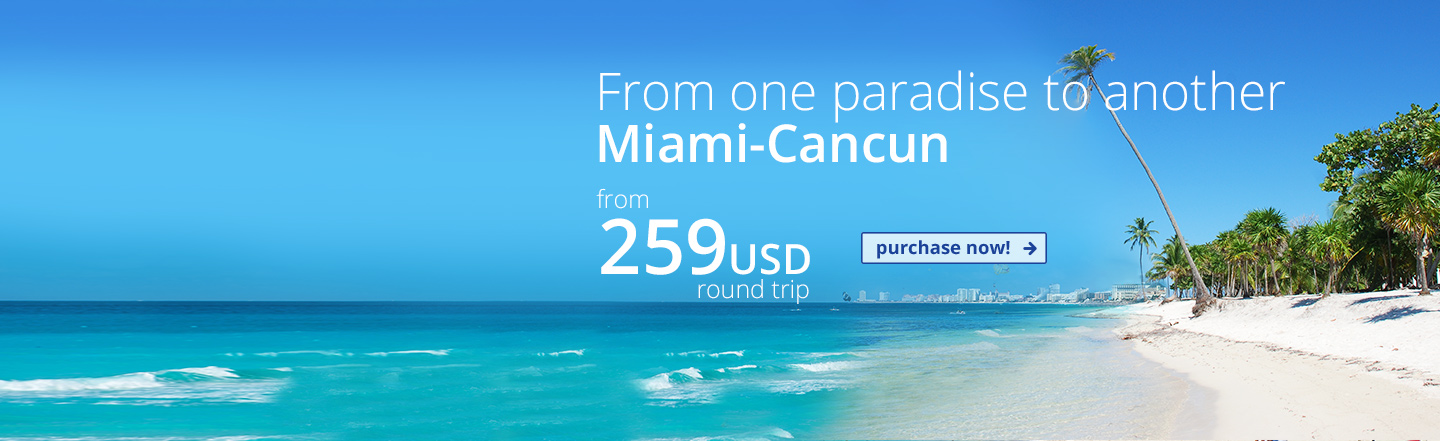 From one paradise to another
Miami-Cancun
from
259USD
round trip
purchase now!